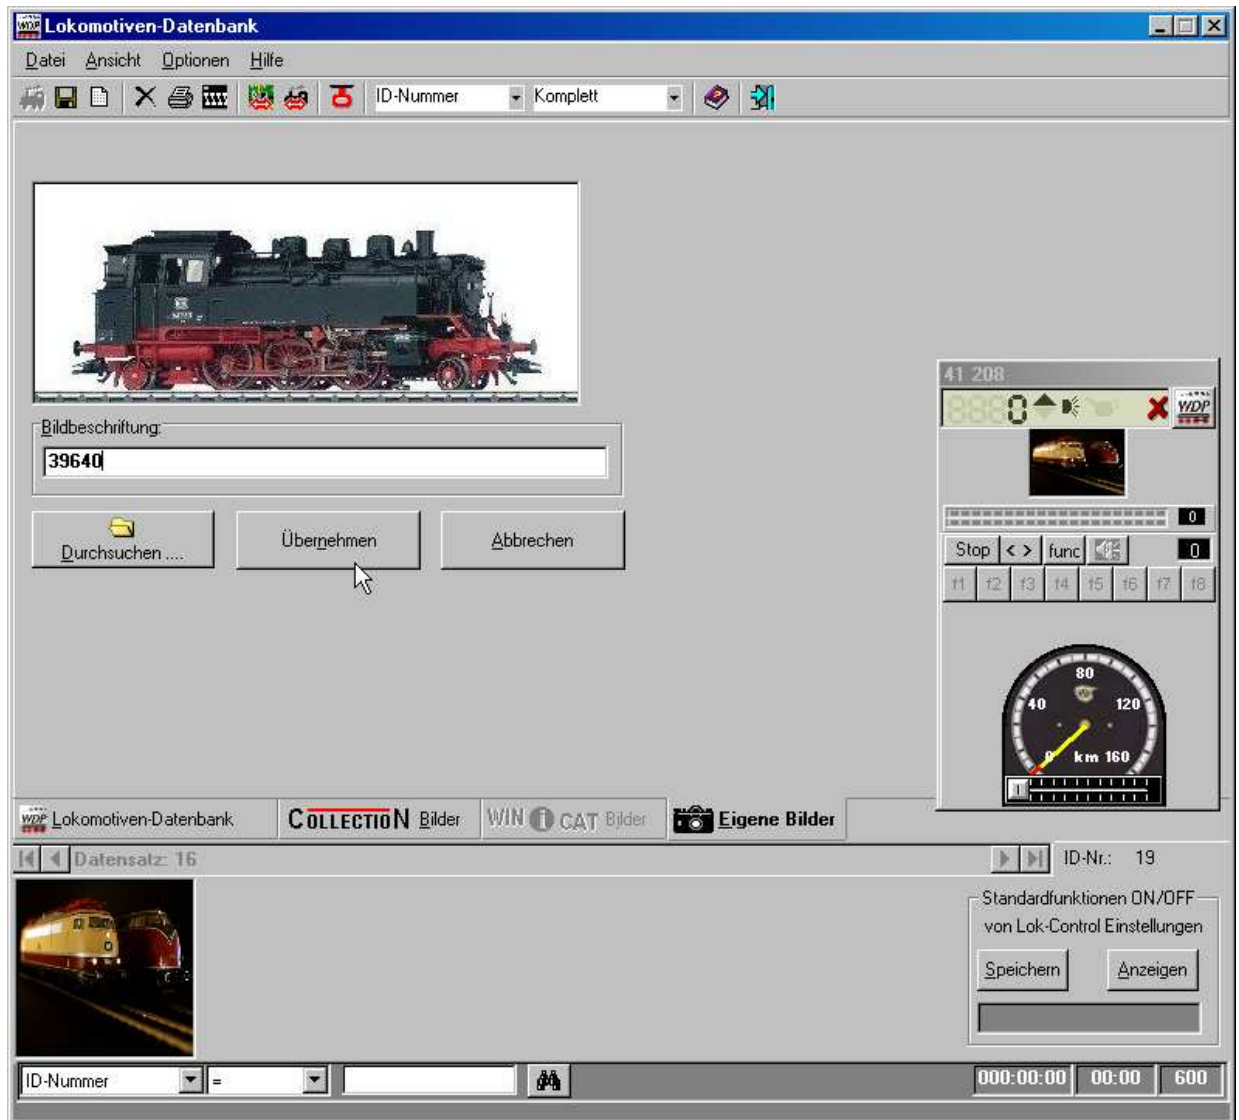 WDP Lokomotiven-Datenbank
Datei Ansicht Optionen Hilfe
ID-Nummer Komplett
41 208
0
WDP
Bildbeschriftung:
39640
0
Durchsuchen .... Übernehmen Abbrechen
Stop < > func 0
f1 f2 f3 f4 f5 f6 f7 f8
80
40 120
0 km 160
WDP Lokomotiven-Datenbank COLLECTION Bilder WIN i CAT Bilder Eigene Bilder
Datensatz: 16 ID-Nr.: 19
Standardfunktionen ON/OFF
von Lok-Control Einstellungen
Speichern Anzeigen
ID-Nummer = 000:00:00 00:00 600